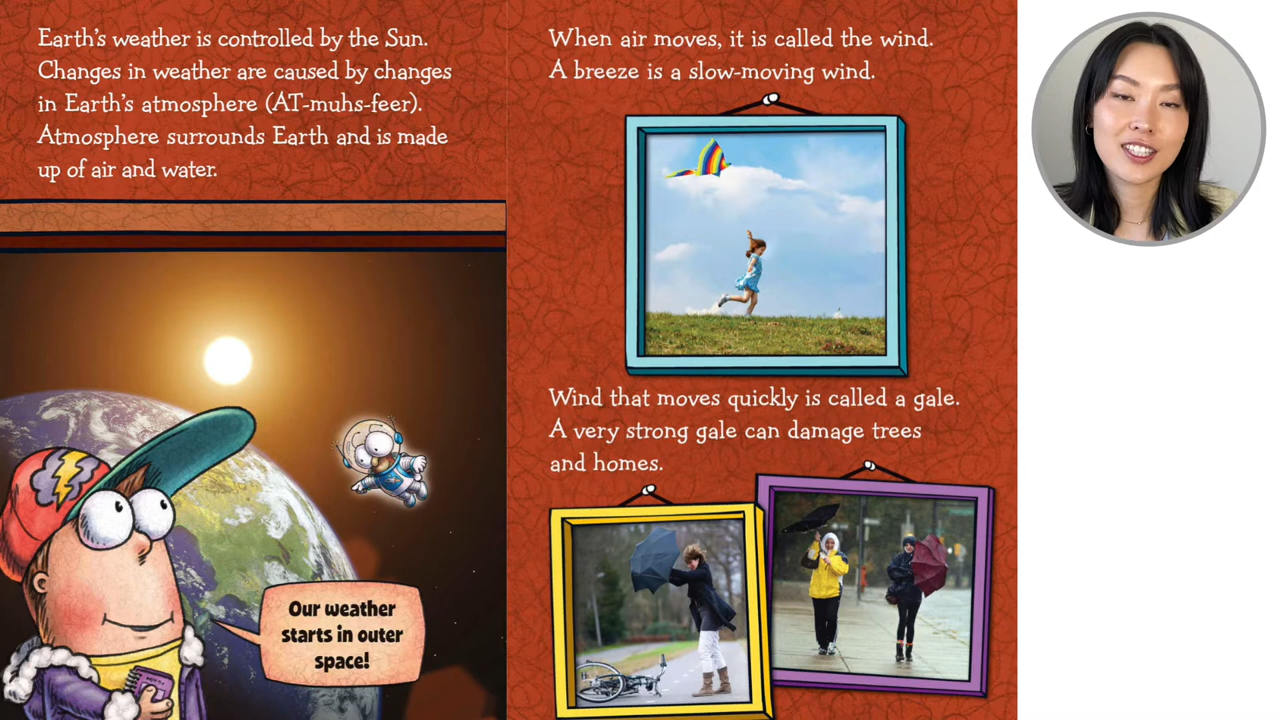 Earth's weather is controlled by the Sun.
Changes in weather are caused by changes
in Earth's atmosphere (AT-muhs-feer).
Atmosphere surrounds Earth and is made
up of air and water.
Our weather
starts in outer
space!
When air moves, it is called the wind.
A breeze is a slow-moving wind.
Wind that moves quickly is called a gale.
A very strong gale can damage trees
and homes.